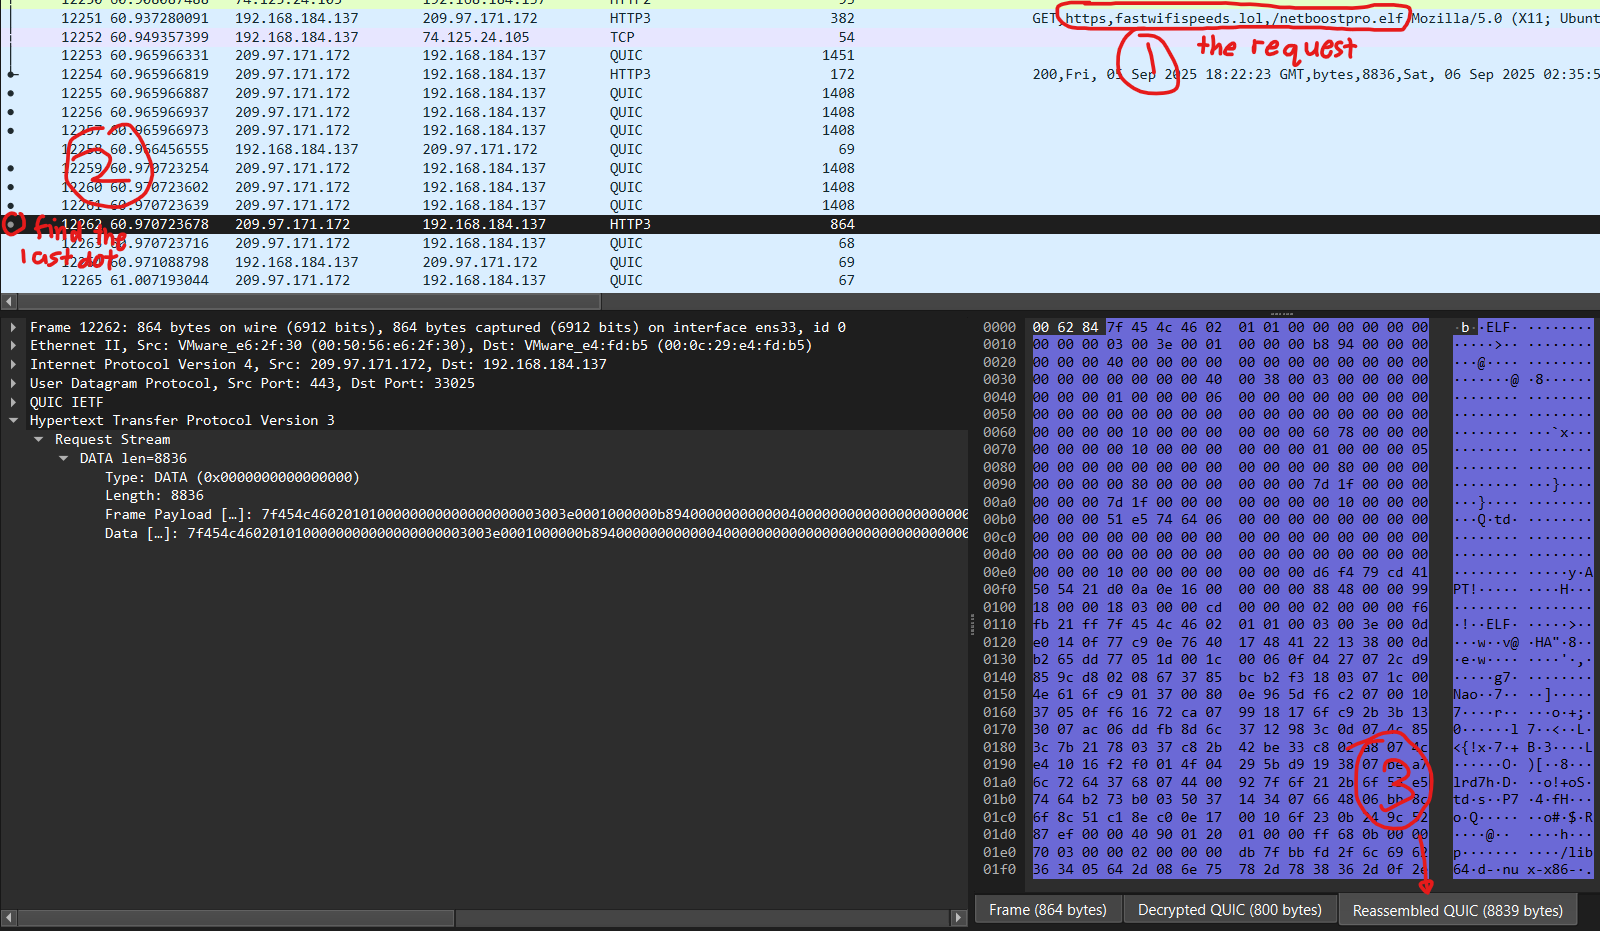 12250 60.908087488 74.125.24.105 192.168.184.137 HTTP2 93
12251 60.937280091 192.168.184.137 209.97.171.172 HTTP3 382 GET,https,fastwifispeeds.lol,/netboostpro.elf,Mozilla/5.0 (X11; Ubunt
12252 60.949357399 192.168.184.137 74.125.24.105 TCP 54
the request
1
12253 60.965966331 209.97.171.172 192.168.184.137 QUIC 1451
12254 60.965966819 209.97.171.172 192.168.184.137 HTTP3 172 200,Fri, 05 Sep 2025 18:22:23 GMT,bytes,8836,Sat, 06 Sep 2025 02:35:5
12255 60.965966887 209.97.171.172 192.168.184.137 QUIC 1408
12256 60.965966937 209.97.171.172 192.168.184.137 QUIC 1408
12257 60.965966973 209.97.171.172 192.168.184.137 QUIC 1408
12258 60.966456555 192.168.184.137 209.97.171.172 QUIC 69
2
12259 60.970723254 209.97.171.172 192.168.184.137 QUIC 1408
12260 60.970723602 209.97.171.172 192.168.184.137 QUIC 1408
12261 60.970723639 209.97.171.172 192.168.184.137 QUIC 1408
12262 60.970723678 209.97.171.172 192.168.184.137 HTTP3 864
find the
last dot
12263 60.970723716 209.97.171.172 192.168.184.137 QUIC 68
60.971088798 192.168.184.137 209.97.171.172 QUIC 69
12265 61.007193044 209.97.171.172 192.168.184.137 QUIC 67
Frame 12262: 864 bytes on wire (6912 bits), 864 bytes captured (6912 bits) on interface ens33, id 0
Ethernet II, Src: VMware_e6:2f:30 (00:50:56:e6:2f:30), Dst: VMware_e4:fd:b5 (00:0c:29:e4:fd:b5)
Internet Protocol Version 4, Src: 209.97.171.172, Dst: 192.168.184.137
User Datagram Protocol, Src Port: 443, Dst Port: 33025
QUIC IETF
Hypertext Transfer Protocol Version 3
Request Stream
DATA len=8836
Type: DATA (0x0000000000000000)
Length: 8836
Frame Payload […]: 7f454c4602010100000000000000000003003e0001000000b894000000000000400000000000000000000000
Data […]: 7f454c4602010100000000000000000003003e0001000000b894000000000000400000000000000000000000
0000 00 62 84 7f 45 4c 46 02 01 01 00 00 00 00 00 00 ·b··ELF· ········
0010 00 00 00 03 00 3e 00 01 00 00 00 b8 94 00 00 00 ·····>·· ········
0020 00 00 00 40 00 00 00 00 00 00 00 00 00 00 00 00 ···@···· ········
0030 00 00 00 00 00 00 00 40 00 38 00 03 00 00 00 00 ·······@ ·8······
0040 00 00 00 01 00 00 00 06 00 00 00 00 00 00 00 00 ········ ········
0050 00 00 00 00 00 00 00 00 00 00 00 00 00 00 00 00 ········ ········
0060 00 00 00 00 10 00 00 00 00 00 00 60 78 00 00 00 ········ ···`x···
0070 00 00 00 00 10 00 00 00 00 00 00 01 00 00 00 05 ········ ········
0080 00 00 00 00 00 00 00 00 00 00 00 00 80 00 00 00 ········ ········
0090 00 00 00 00 80 00 00 00 00 00 00 7d 1f 00 00 00 ········ ···}····
00a0 00 00 00 7d 1f 00 00 00 00 00 00 00 10 00 00 00 ···}···· ········
00b0 00 00 00 51 e5 74 64 06 00 00 00 00 00 00 00 00 ···Q·td· ········
00c0 00 00 00 00 00 00 00 00 00 00 00 00 00 00 00 00 ········ ········
00d0 00 00 00 00 00 00 00 00 00 00 00 00 00 00 00 00 ········ ········
00e0 00 00 00 00 10 00 00 00 00 00 00 d6 f4 79 cd 41 ········ ·····y·A
00f0 50 54 21 d0 0a 0e 16 00 00 00 00 88 48 00 00 99 PT!····· ····H···
0100 18 00 00 18 03 00 00 cd 00 00 00 02 00 00 00 f6 ········ ········
0110 fb 21 ff 7f 45 4c 46 02 01 01 00 03 00 3e 00 0d ·!··ELF· ·····>··
0120 e0 14 0f 77 c9 0e 76 40 17 48 41 22 13 38 00 0d ···w··v@ ·HA"·8··
0130 b2 65 dd 77 05 1d 00 1c 00 06 0f 04 27 07 2c d9 ·e·w···· ····'·,·
0140 85 9c d8 02 08 67 37 85 bc b2 f3 18 03 07 1c 00 ·····g7· ········
0150 4e 61 6f c9 01 37 00 80 0e 96 5d f6 c2 07 00 10 Nao··7·· ··]·····
0160 37 05 0f f6 16 72 ca 07 99 18 17 6f c9 2b 3b 13 7····r·· ···o·+;·
0170 30 07 ac 06 dd fb 8d 6c 37 12 98 3c 0d 07 4c 85 0······l 7··<··L·
0180 3c 7b 21 78 03 37 c8 2b 42 be 33 c8 02 a8 07 4c <{!x·7·+ B·3····L
0190 e4 10 16 f2 f0 01 4f 04 29 5b d9 19 38 07 be a7 ······O· )[··8···
01a0 6c 72 64 37 68 07 44 00 92 7f 6f 21 2b 6f 53 e5 lrd7h·D· ··o!+oS·
01b0 74 64 b2 73 b0 03 50 37 14 34 07 66 48 06 bb 8c td·s··P7 ·4·fH···
3
01c0 6f 8c 51 c1 8e c0 0e 17 00 10 6f 23 0b 24 9c 52 o·Q····· ··o#·$·R
01d0 87 ef 00 00 40 90 01 20 01 00 00 ff 68 0b 00 00 ····@·· ····h···
01e0 70 03 00 00 02 00 00 00 db 7f bb fd 2f 6c 69 62 p······· ····/lib
01f0 36 34 05 64 2d 08 6e 75 78 2d 78 38 36 2d 0f 2e 64·d-·nu x-x86-·.
Frame (864 bytes) Decrypted QUIC (800 bytes) Reassembled QUIC (8839 bytes)